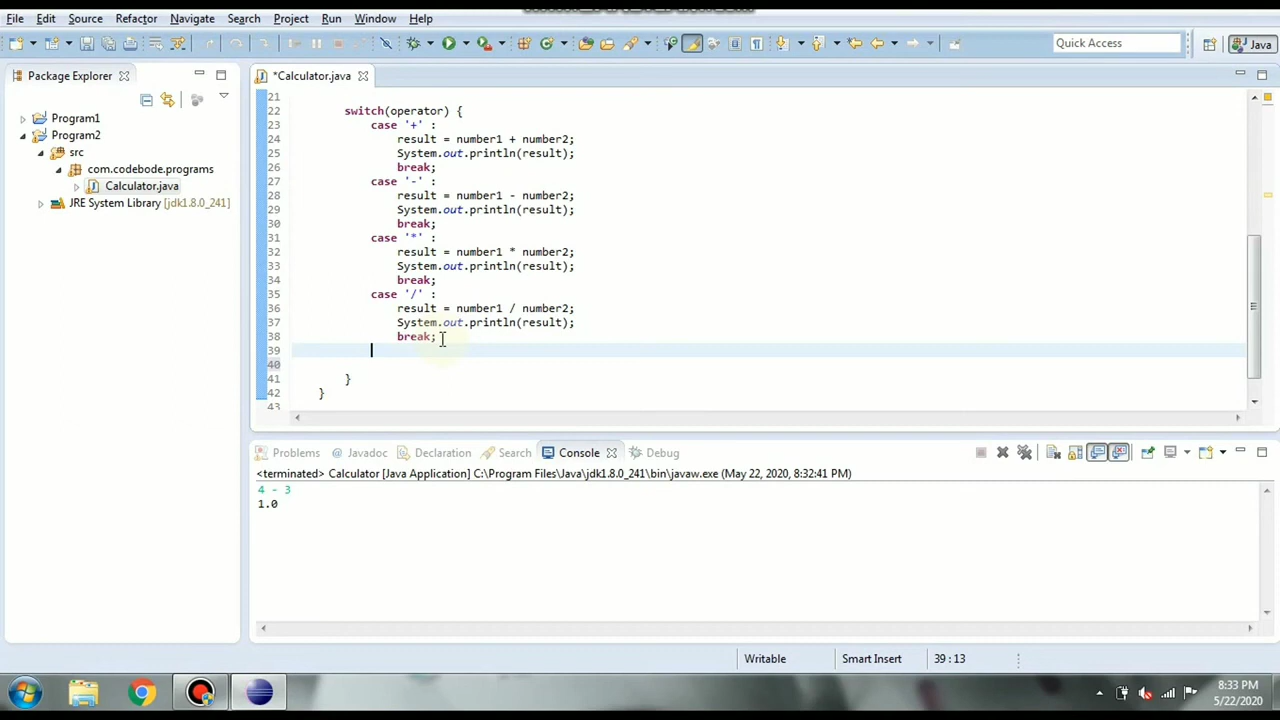 File Edit Source Refactor Navigate Search Project Run Window Help
Quick Access
Java
Package Explorer
Program1
Program2
src
com.codebode.programs
Calculator.java
JRE System Library [jdk1.8.0_241]
*Calculator.java
21
22 switch(operator) {
23 case '+' :
24 result = number1 + number2;
25 System.out.println(result);
26 break;
27 case '-' :
28 result = number1 - number2;
29 System.out.println(result);
30 break;
31 case '*' :
32 result = number1 * number2;
33 System.out.println(result);
34 break;
35 case '/' :
36 result = number1 / number2;
37 System.out.println(result);
38 break;
39
40
41 }
42 }
43
Problems @ Javadoc Declaration Search Console Debug
<terminated> Calculator [Java Application] C:\Program Files\Java\jdk1.8.0_241\bin\javaw.exe (May 22, 2020, 8:32:41 PM)
4 - 3
1.0
Writable Smart Insert 39 : 13
8:33 PM
5/22/2020